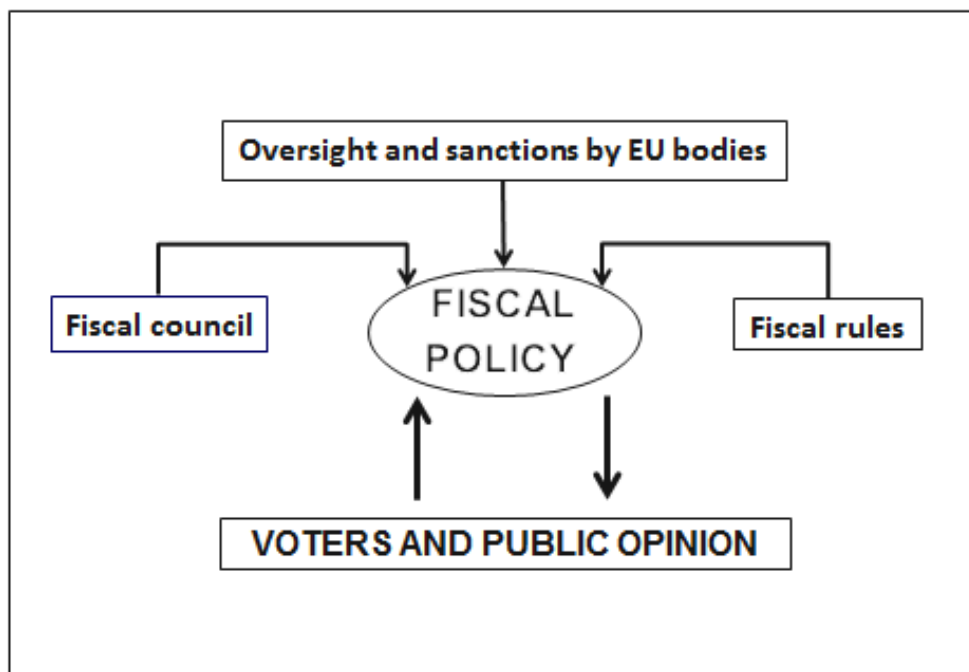 Oversight and sanctions by EU bodies
Fiscal council
FISCAL
POLICY
Fiscal rules
VOTERS AND PUBLIC OPINION